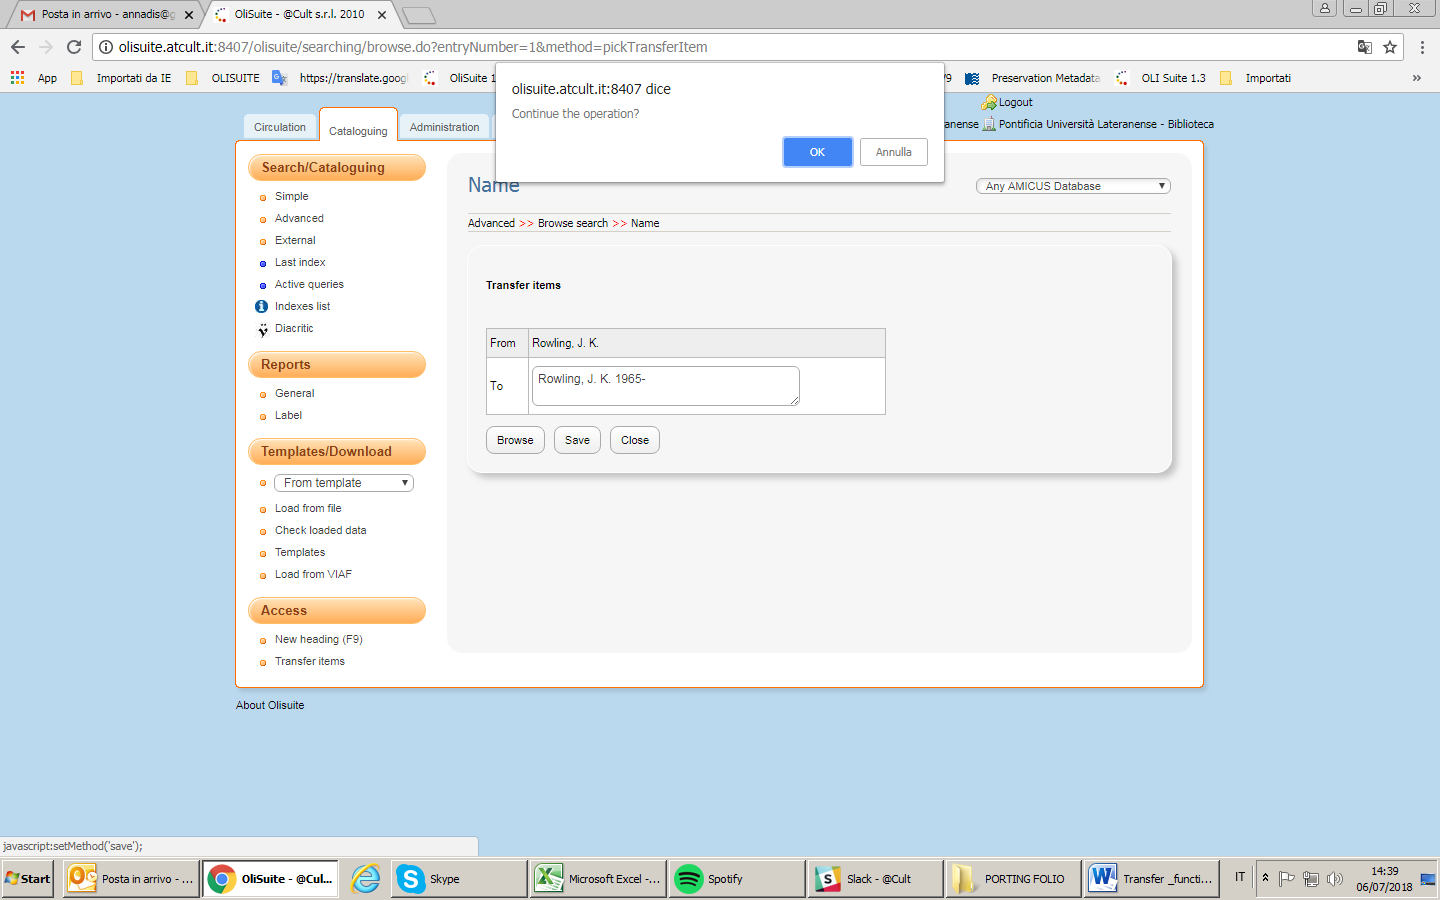 Posta in arrivo - annadis@g
OliSuite - @Cult s.r.l. 2010
olisuite.atcult.it:8407/olisuite/searching/browse.do?entryNumber=1&method=pickTransferItem
App
Importati da IE
OLISUITE
https://translate.googl
OliSuite 1
/9
Preservation Metadata
OLI Suite 1.3
Importati
»
olisuite.atcult.it:8407 dice
Continue the operation?
OK
Annulla
Logout
anense
Pontificia Università Lateranense - Biblioteca
Circulation
Cataloguing
Administration
Search/Cataloguing
Simple
Advanced
External
Last index
Active queries
Indexes list
Diacritic
Reports
General
Label
Templates/Download
From template
Load from file
Check loaded data
Templates
Load from VIAF
Access
New heading (F9)
Transfer items
Name
Any AMICUS Database
Advanced >> Browse search >> Name
Transfer items
From
Rowling, J. K.
To
Rowling, J. K. 1965-
Browse
Save
Close
About Olisuite
javascript:setMethod('save');
Start
Posta in arrivo - ...
OliSuite - @Cul...
Skype
Microsoft Excel -...
Spotify
Slack - @Cult
PORTING FOLIO
Transfer _functi...
IT
14:39
06/07/2018